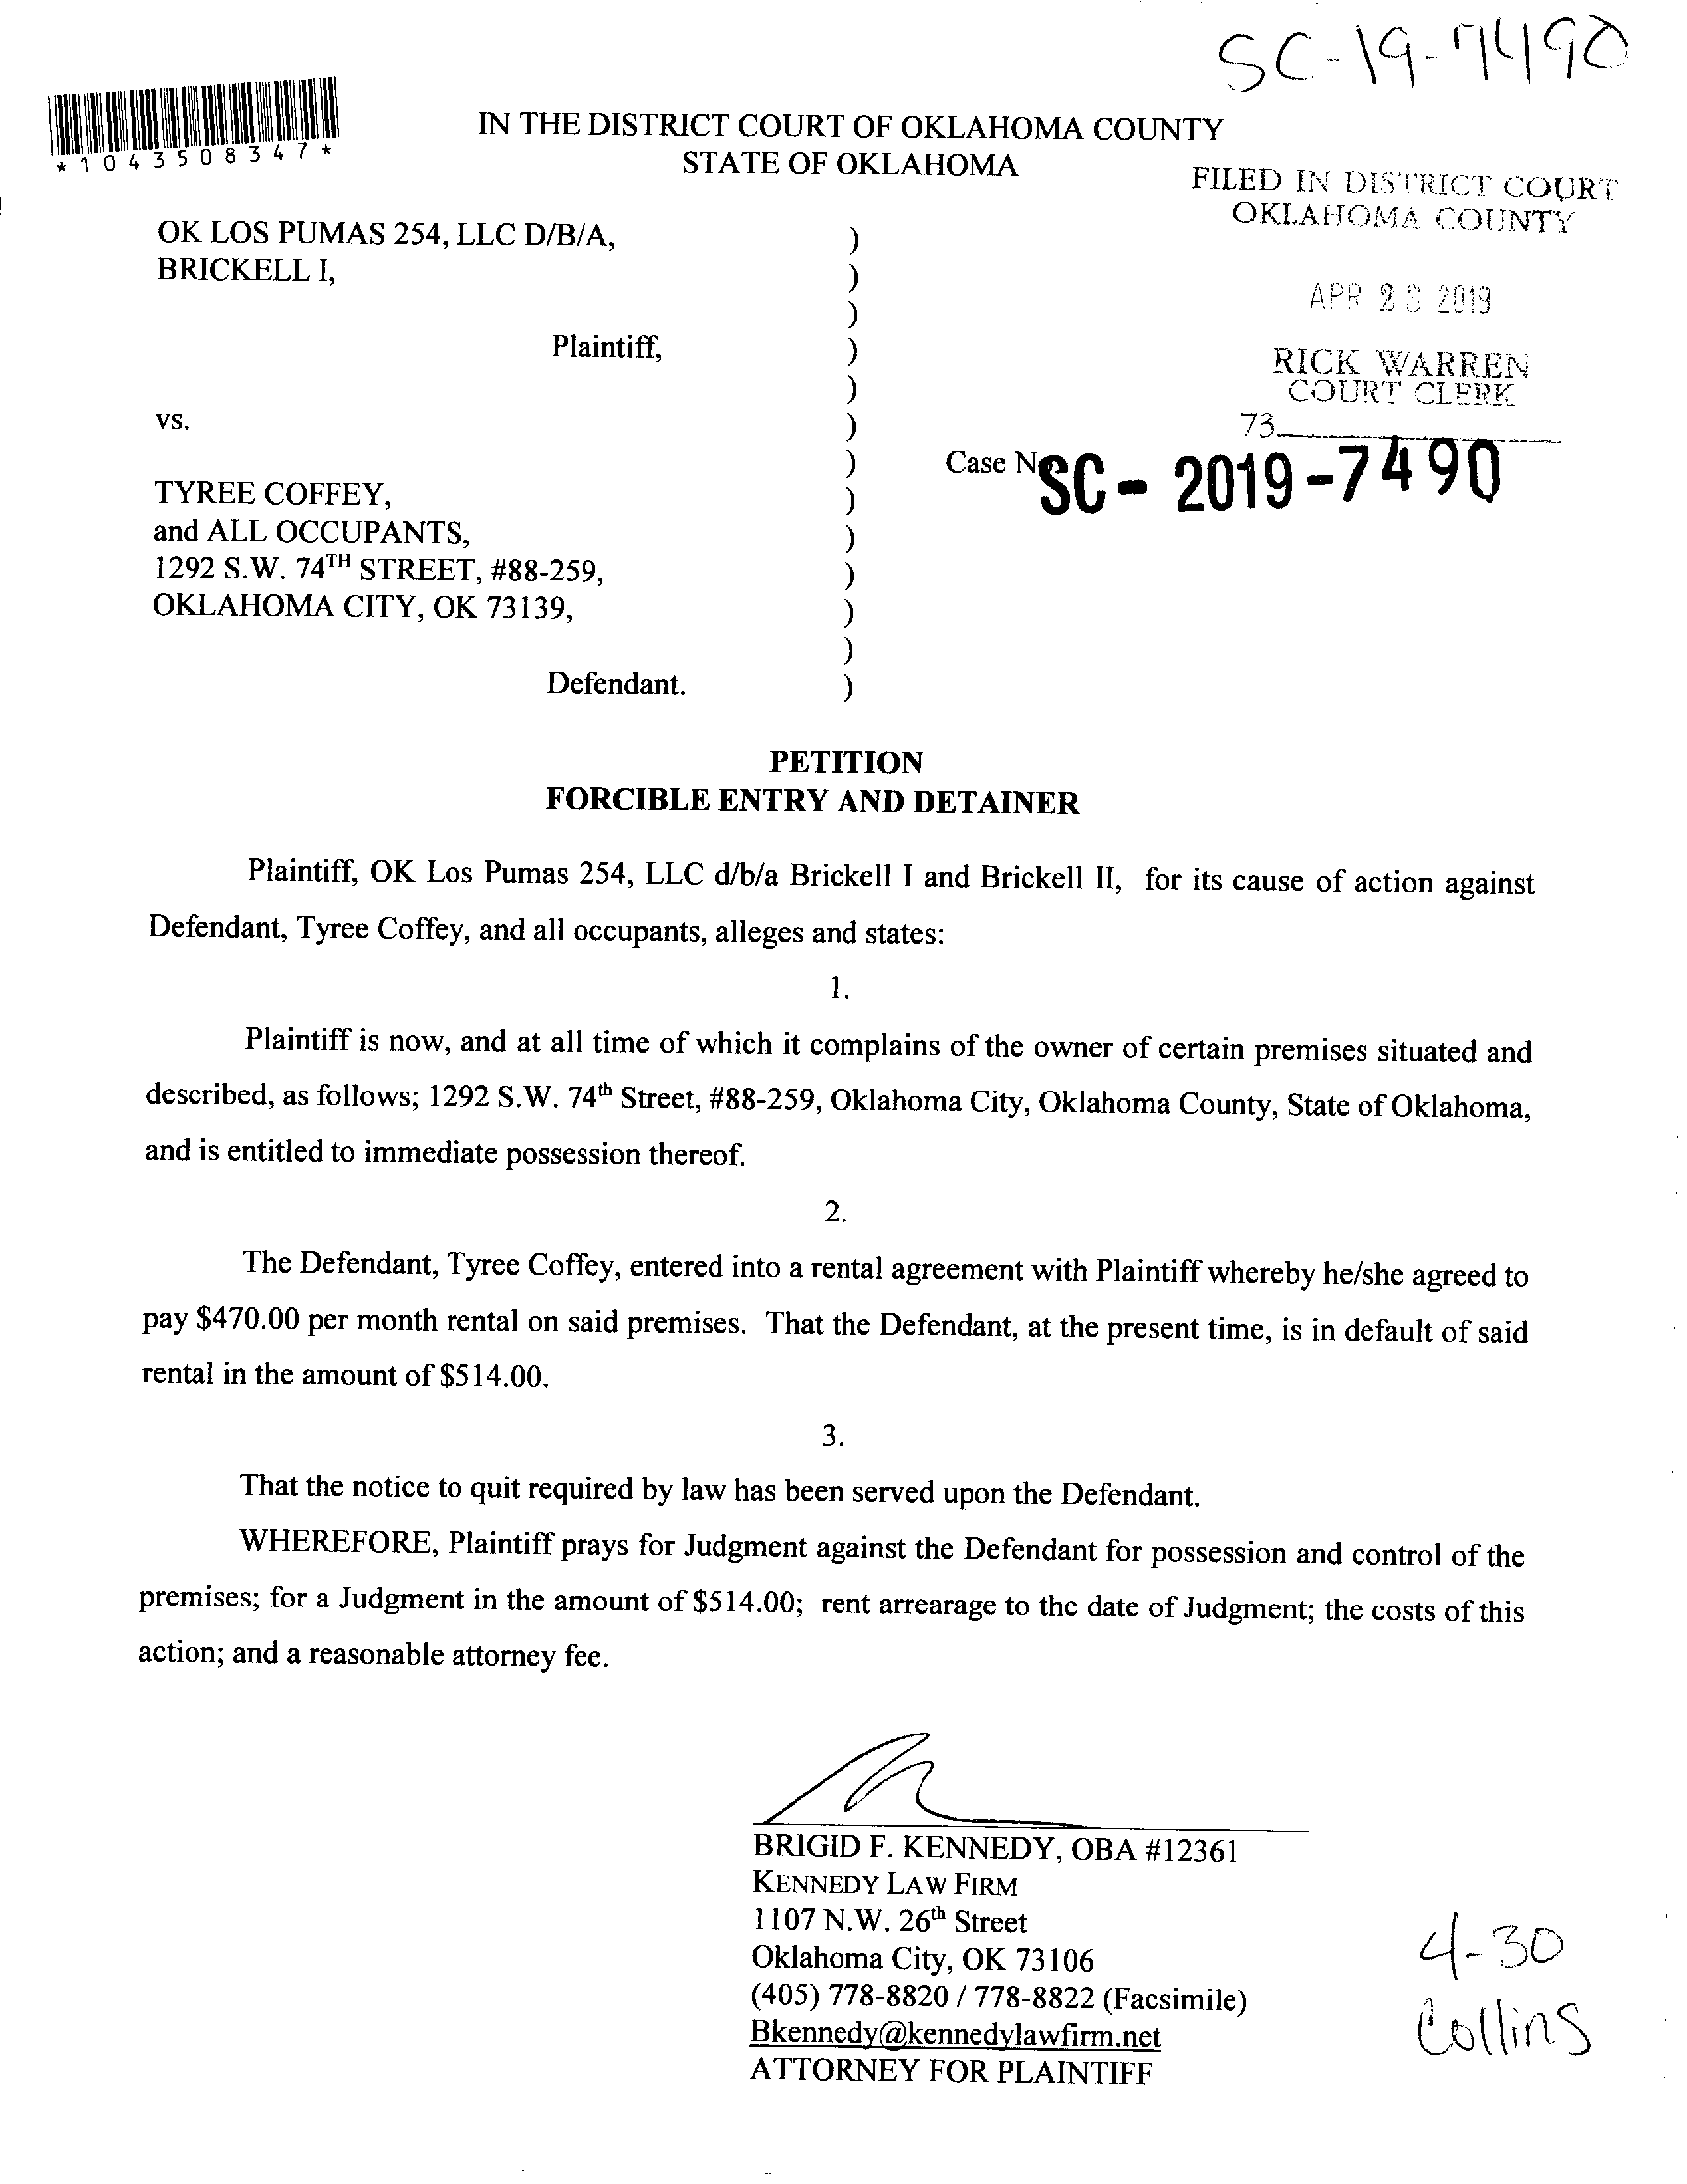 SC-19-7490
*1043508347*
IN THE DISTRICT COURT OF OKLAHOMA COUNTY
STATE OF OKLAHOMA
FILED IN DISTRICT COURT
OKLAHOMA COUNTY
OK LOS PUMAS 254, LLC D/B/A, )
BRICKELL I, )
)
APR 2 2019
Plaintiff, )
RICK WARREN
COURT CLERK
)
vs. )
73
) Case N SC- 2019-7490
TYREE COFFEY, )
and ALL OCCUPANTS, )
1292 S.W. 74TH STREET, #88-259, )
OKLAHOMA CITY, OK 73139, )
)
Defendant. )
PETITION
FORCIBLE ENTRY AND DETAINER
Plaintiff, OK Los Pumas 254, LLC d/b/a Brickell I and Brickell II, for its cause of action against
Defendant, Tyree Coffey, and all occupants, alleges and states:
1.
Plaintiff is now, and at all time of which it complains of the owner of certain premises situated and
described, as follows; 1292 S.W. 74th Street, #88-259, Oklahoma City, Oklahoma County, State of Oklahoma,
and is entitled to immediate possession thereof.
2.
The Defendant, Tyree Coffey, entered into a rental agreement with Plaintiff whereby he/she agreed to
pay $470.00 per month rental on said premises. That the Defendant, at the present time, is in default of said
rental in the amount of $514.00.
3.
That the notice to quit required by law has been served upon the Defendant.
WHEREFORE, Plaintiff prays for Judgment against the Defendant for possession and control of the
premises; for a Judgment in the amount of $514.00; rent arrearage to the date of Judgment; the costs of this
action; and a reasonable attorney fee.
BRIGID F. KENNEDY, OBA #12361
KENNEDY LAW FIRM
1107 N.W. 26th Street
Oklahoma City, OK 73106
(405) 778-8820 / 778-8822 (Facsimile)
Bkennedy@kennedylawfirm.net
ATTORNEY FOR PLAINTIFF
4-30
Collins